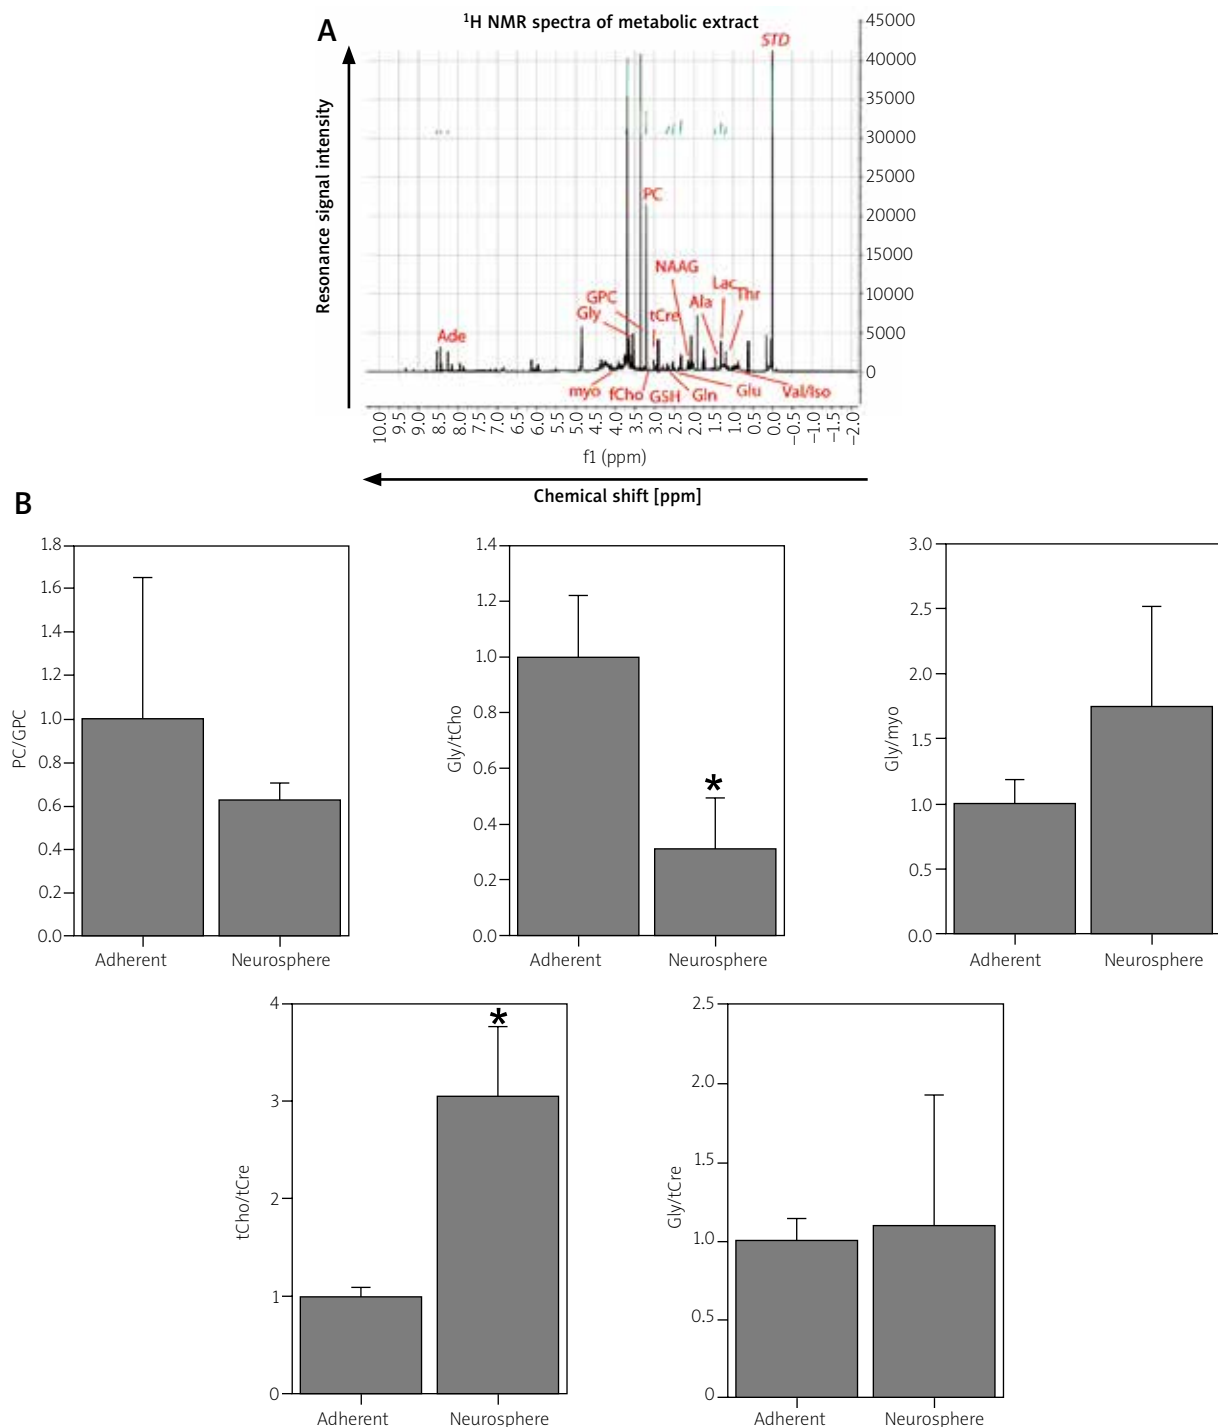 A
¹H NMR spectra of metabolic extract
Resonance signal intensity
STD
PC
NAAG
Lac
Thr
GPC
tCre
Ala
Gly
Ade
myo
fCho
GSH
Gln
Glu
Val/Iso
45000
40000
35000
30000
25000
20000
15000
10000
5000
0
10.0 9.5 9.0 8.5 8.0 7.5 7.0 6.5 6.0 5.5 5.0 4.5 4.0 3.5 3.0 2.5 2.0 1.5 1.0 0.5 0.0 −0.5 −1.0 −1.5 −2.0
f1 (ppm)
Chemical shift [ppm]
B
PC/GPC
1.8
1.6
1.4
1.2
1.0
0.8
0.6
0.4
0.2
0.0
Adherent Neurosphere
Gly/tCho
1.4
1.2
1.0
0.8
0.6
0.4
0.2
0.0
*
Adherent Neurosphere
Gly/myo
3.0
2.5
2.0
1.5
1.0
0.5
0.0
Adherent Neurosphere
tCho/tCre
4
3
2
1
0
*
Adherent Neurosphere
Gly/tCre
2.5
2.0
1.5
1.0
0.5
0
Adherent Neurosphere